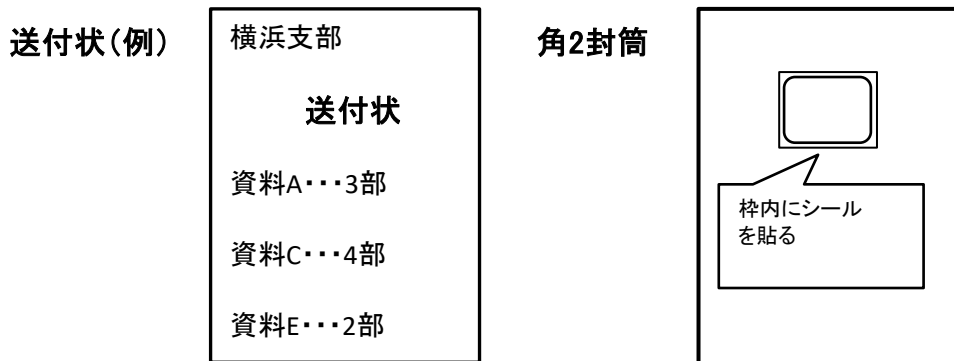 送付状(例)
横浜支部
送付状
資料A・・・3部
資料C・・・4部
資料E・・・2部
角2封筒
枠内にシール
を貼る